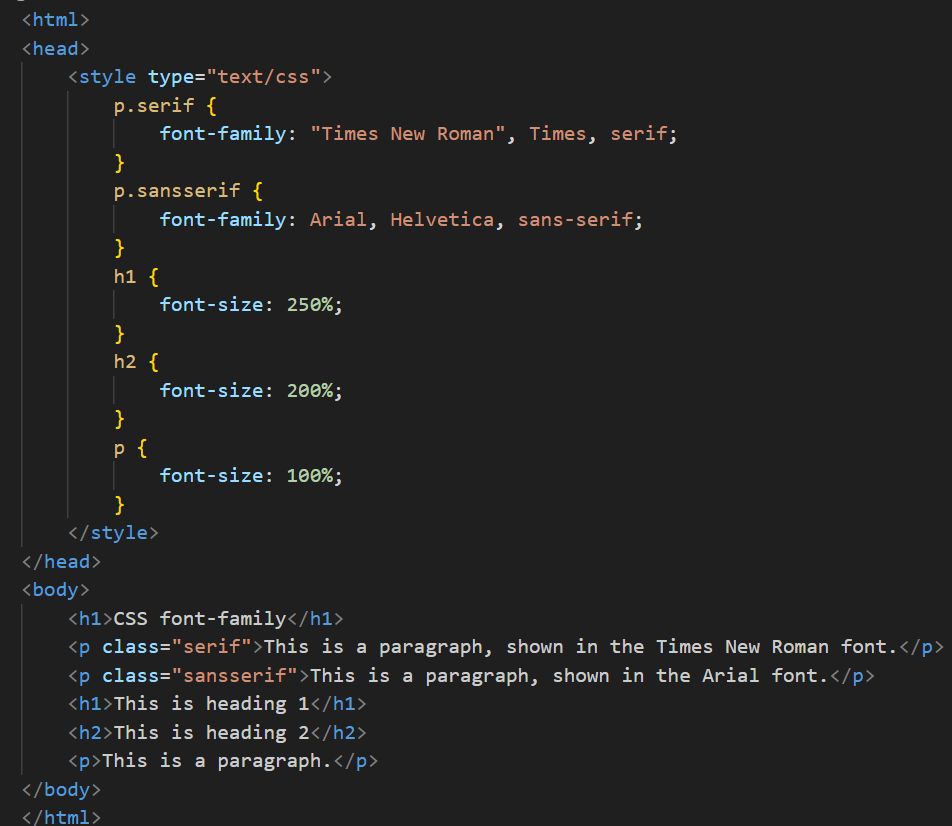 <html>
<head>
<style type="text/css">
p.serif {
font-family: "Times New Roman", Times, serif;
}
p.sansserif {
font-family: Arial, Helvetica, sans-serif;
}
h1 {
font-size: 250%;
}
h2 {
font-size: 200%;
}
p {
font-size: 100%;
}
</style>
</head>
<body>
<h1>CSS font-family</h1>
<p class="serif">This is a paragraph, shown in the Times New Roman font.</p>
<p class="sansserif">This is a paragraph, shown in the Arial font.</p>
<h1>This is heading 1</h1>
<h2>This is heading 2</h2>
<p>This is a paragraph.</p>
</body>
</html>